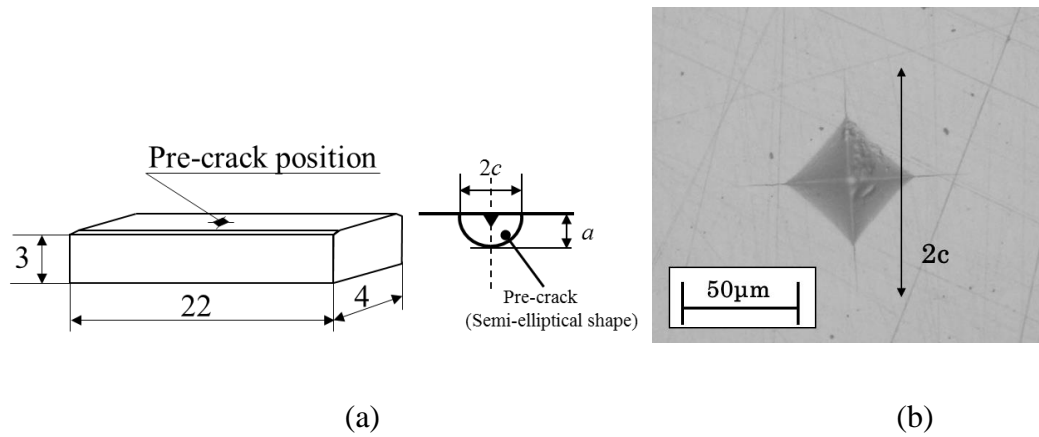 Pre-crack position
2c
a
3
22
4
Pre-crack
(Semi-elliptical shape)
2c
50μm
(a)
(b)